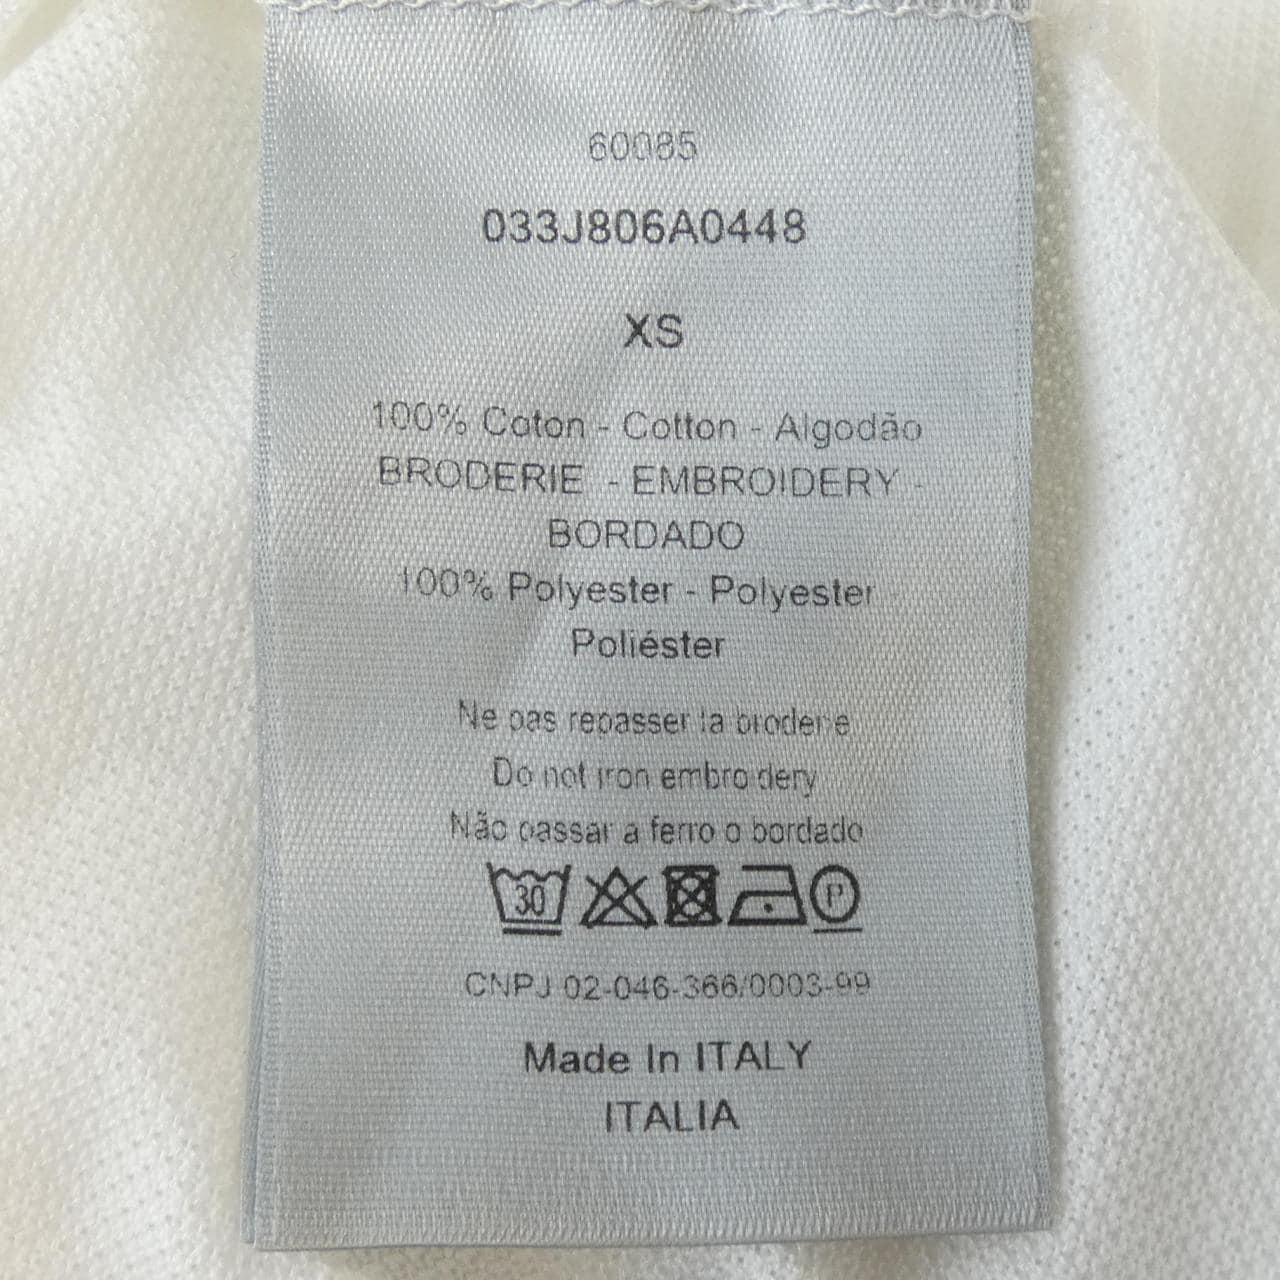 60085
033J806A0448
XS
100% Coton - Cotton - Algodão
BRODERIE - EMBROIDERY -
BORDADO
100% Polyester - Polyester -
Poliéster
Ne pas repasser la broderie
Do not iron embroidery
Não passar a ferro o bordado
30 P
CNPJ 02-046-366/0003-99
Made In ITALY
ITALIA